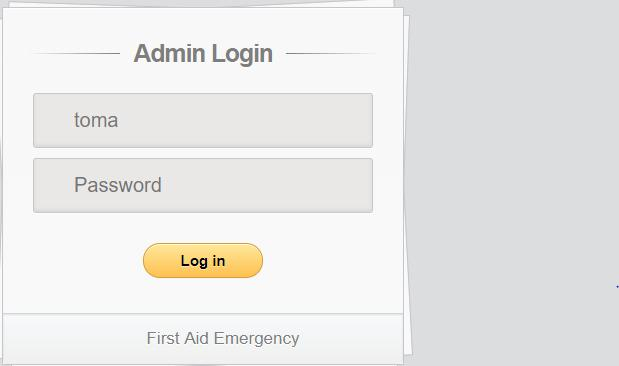 Admin Login
toma
Password
Log in
First Aid Emergency